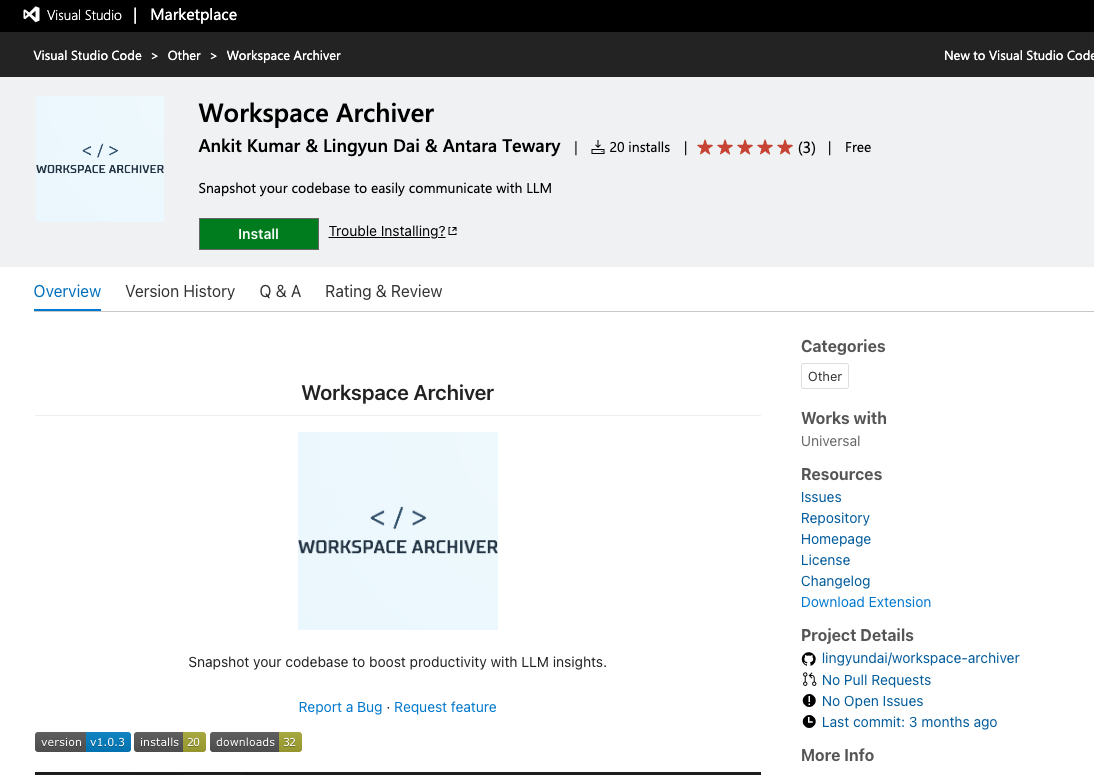 Visual Studio | Marketplace
Visual Studio Code > Other > Workspace Archiver
New to Visual Studio Code
</>
WORKSPACE ARCHIVER
Workspace Archiver
Ankit Kumar & Lingyun Dai & Antara Tewary | 20 installs | (3) | Free
Snapshot your codebase to easily communicate with LLM
Install
Trouble Installing?
Overview
Version History
Q & A
Rating & Review
Workspace Archiver
</>
WORKSPACE ARCHIVER
Snapshot your codebase to boost productivity with LLM insights.
Report a Bug · Request feature
version v1.0.3
installs 20
downloads 32
Categories
Other
Works with
Universal
Resources
Issues
Repository
Homepage
License
Changelog
Download Extension
Project Details
lingyundai/workspace-archiver
No Pull Requests
No Open Issues
Last commit: 3 months ago
More Info